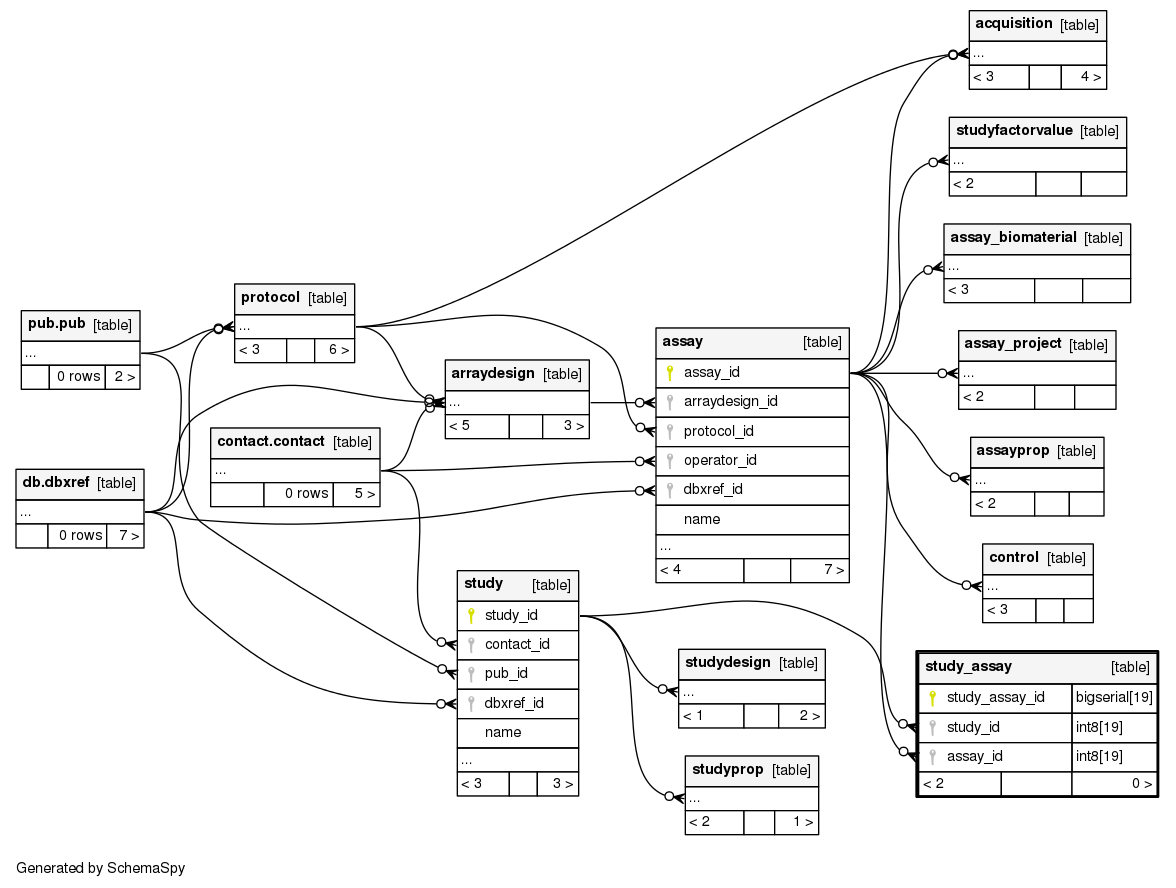 acquisition [table]
...
< 3 4 >
studyfactorvalue [table]
...
< 2
assay_biomaterial [table]
...
< 3
protocol [table]
...
< 3 6 >
pub.pub [table]
...
0 rows 2 >
assay [table]
assay_id
arraydesign_id
protocol_id
operator_id
dbxref_id
name
...
< 4 7 >
assay_project [table]
...
< 2
arraydesign [table]
...
< 5 3 >
contact.contact [table]
...
0 rows 5 >
assayprop [table]
...
< 2
db.dbxref [table]
...
0 rows 7 >
control [table]
...
< 3
study [table]
study_id
contact_id
pub_id
dbxref_id
name
...
< 3 3 >
studydesign [table]
...
< 1 2 >
study_assay [table]
study_assay_id bigserial[19]
study_id int8[19]
assay_id int8[19]
< 2 0 >
studyprop [table]
...
< 2 1 >
Generated by SchemaSpy